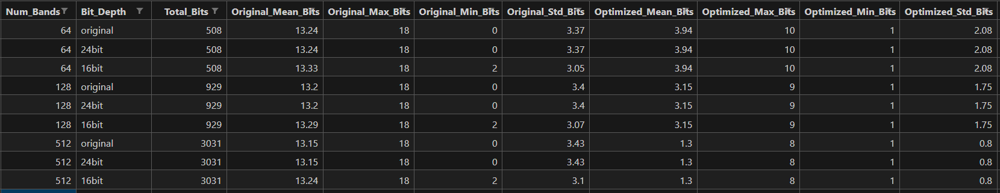 Num_Bands Bit_Depth Total_Bits Original_Mean_Bits Original_Max_Bits Original_Min_Bits Original_Std_Bits Optimized_Mean_Bits Optimized_Max_Bits Optimized_Min_Bits Optimized_Std_Bits
64 original 508 13.24 18 0 3.37 3.94 10 1 2.08
64 24bit 508 13.24 18 0 3.37 3.94 10 1 2.08
64 16bit 508 13.33 18 2 3.05 3.94 10 1 2.08
128 original 929 13.2 18 0 3.4 3.15 9 1 1.75
128 24bit 929 13.2 18 0 3.4 3.15 9 1 1.75
128 16bit 929 13.29 18 2 3.07 3.15 9 1 1.75
512 original 3031 13.15 18 0 3.43 1.3 8 1 0.8
512 24bit 3031 13.15 18 0 3.43 1.3 8 1 0.8
512 16bit 3031 13.24 18 2 3.1 1.3 8 1 0.8